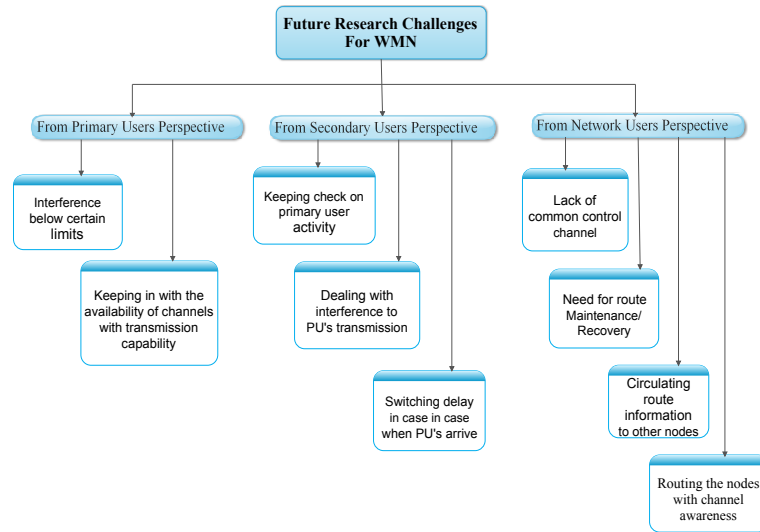 Future Research Challenges
For WMN
From Primary Users Perspective
Interference
below certain
limits
Keeping in with the
availability of channels
with transmission
capability
From Secondary Users Perspective
Keeping check on
primary user
activity
Dealing with
interference to
PU's transmission
Switching delay
in case in case
when PU's arrive
From Network Users Perspective
Lack of
common control
channel
Need for route
Maintenance/
Recovery
Circulating
route
information
to other nodes
Routing the nodes
with channel
awareness